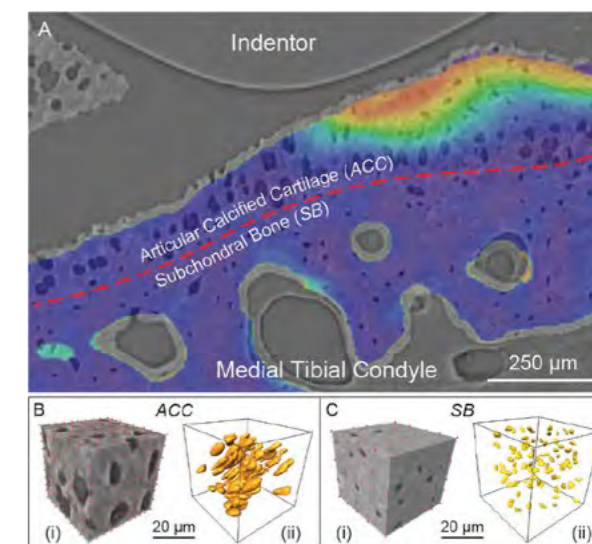 A
Indentor
Articular Calcified Cartilage (ACC)
Subchondral Bone (SB)
Medial Tibial Condyle
250 µm
B
ACC
(i)
20 µm
(ii)
C
SB
(i)
20 µm
(ii)